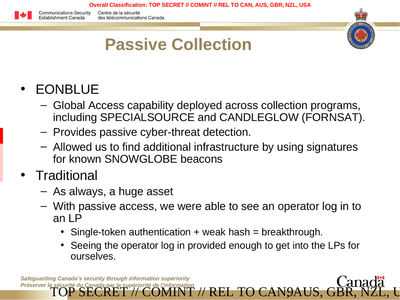 Overall Classification: TOP SECRET // COMINT // REL TO CAN, AUS, GBR, NZL, USA
Communications Security Centre de la sécurité
Establishment Canada des télécommunications Canada
Passive Collection
• EONBLUE
– Global Access capability deployed across collection programs,
including SPECIALSOURCE and CANDLEGLOW (FORNSAT).
– Provides passive cyber-threat detection.
– Allowed us to find additional infrastructure by using signatures
for known SNOWGLOBE beacons
• Traditional
– As always, a huge asset
– With passive access, we were able to see an operator log in to
an LP
• Single-token authentication + weak hash = breakthrough.
• Seeing the operator log in provided enough to get into the LPs for
ourselves.
Safeguarding Canada's security through information superiority
Préserver la sécurité du Canada par la supériorité de l'information
Canada
TOP SECRET // COMINT // REL TO CAN, AUS, GBR, NZL, U
9